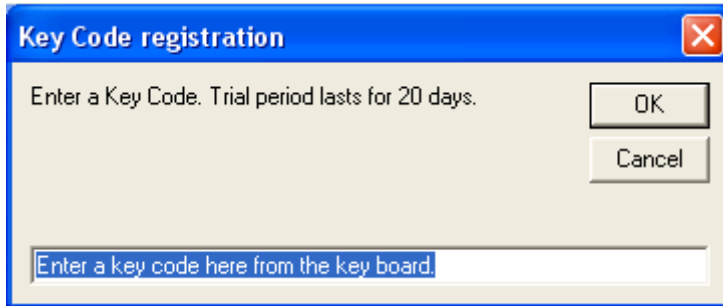 Key Code registration
Enter a Key Code. Trial period lasts for 20 days.
OK
Cancel
Enter a key code here from the key board.